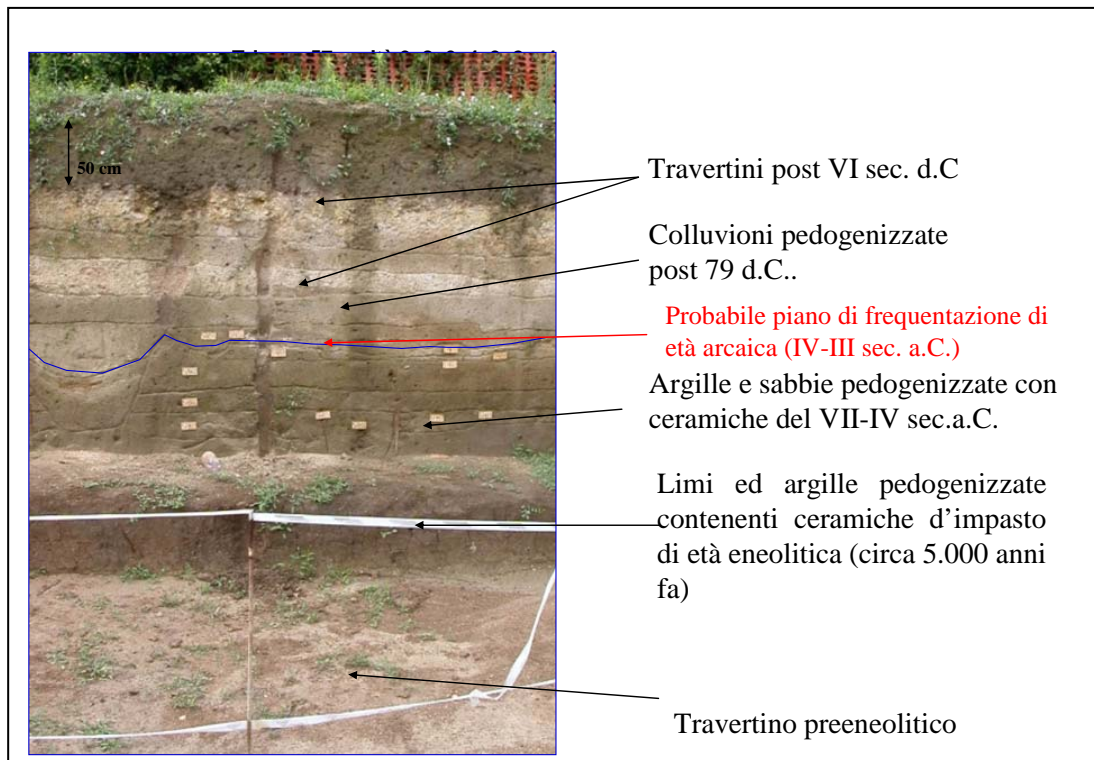 50 cm
Travertini post VI sec. d.C
Colluvioni pedogenizzate
post 79 d.C..
Probabile piano di frequentazione di
età arcaica (IV-III sec. a.C.)
Argille e sabbie pedogenizzate con
ceramiche del VII-IV sec.a.C.
Limi ed argille pedogenizzate
contenenti ceramiche d’impasto
di età eneolitica (circa 5.000 anni
fa)
Travertino preeneolitico